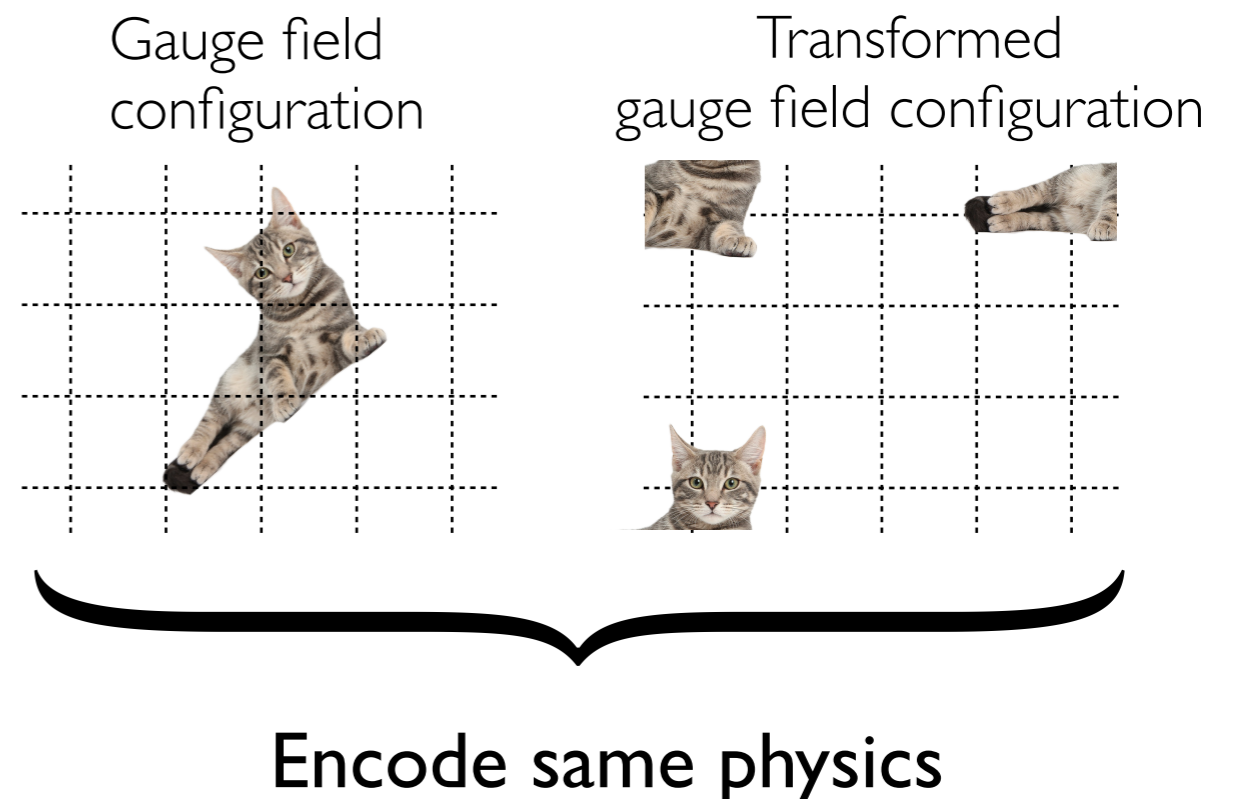 Gauge field
configuration
Transformed
gauge field configuration
Encode same physics